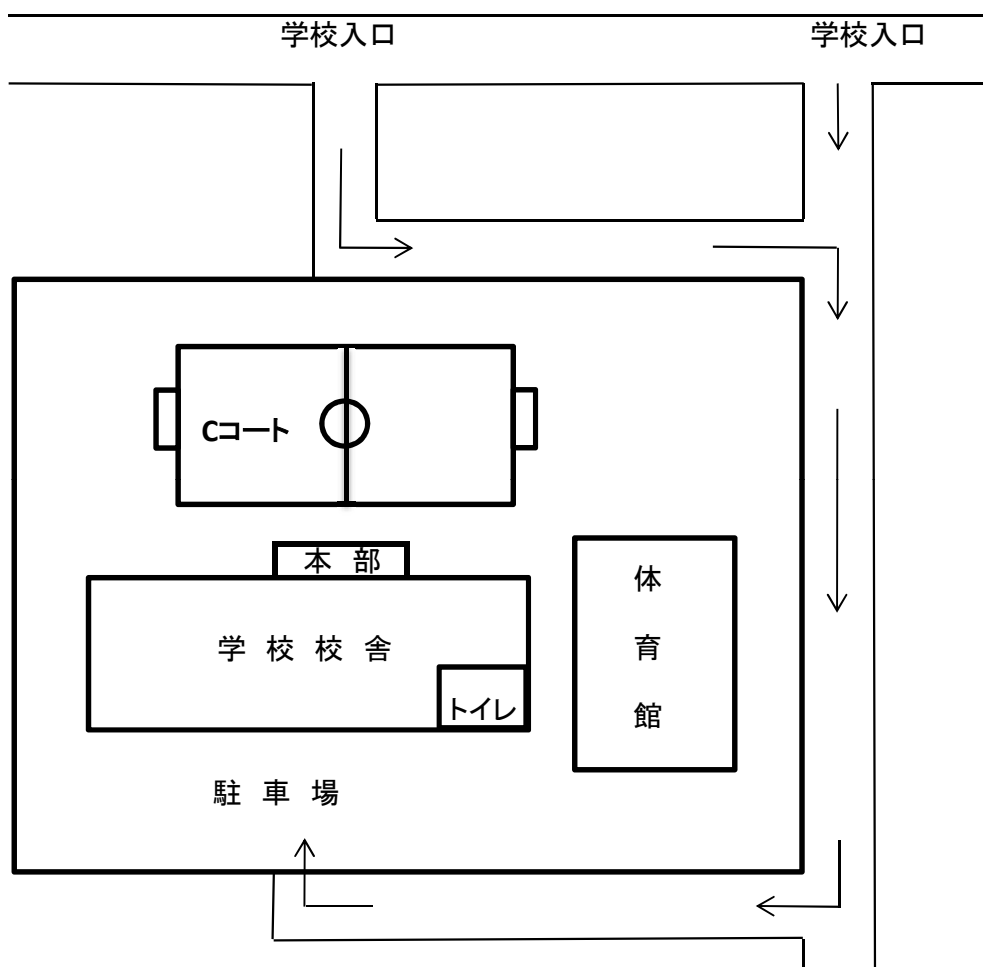 学校入口
学校入口
Cコート
本 部
体
育
館
学 校 校 舎
トイレ
駐 車 場